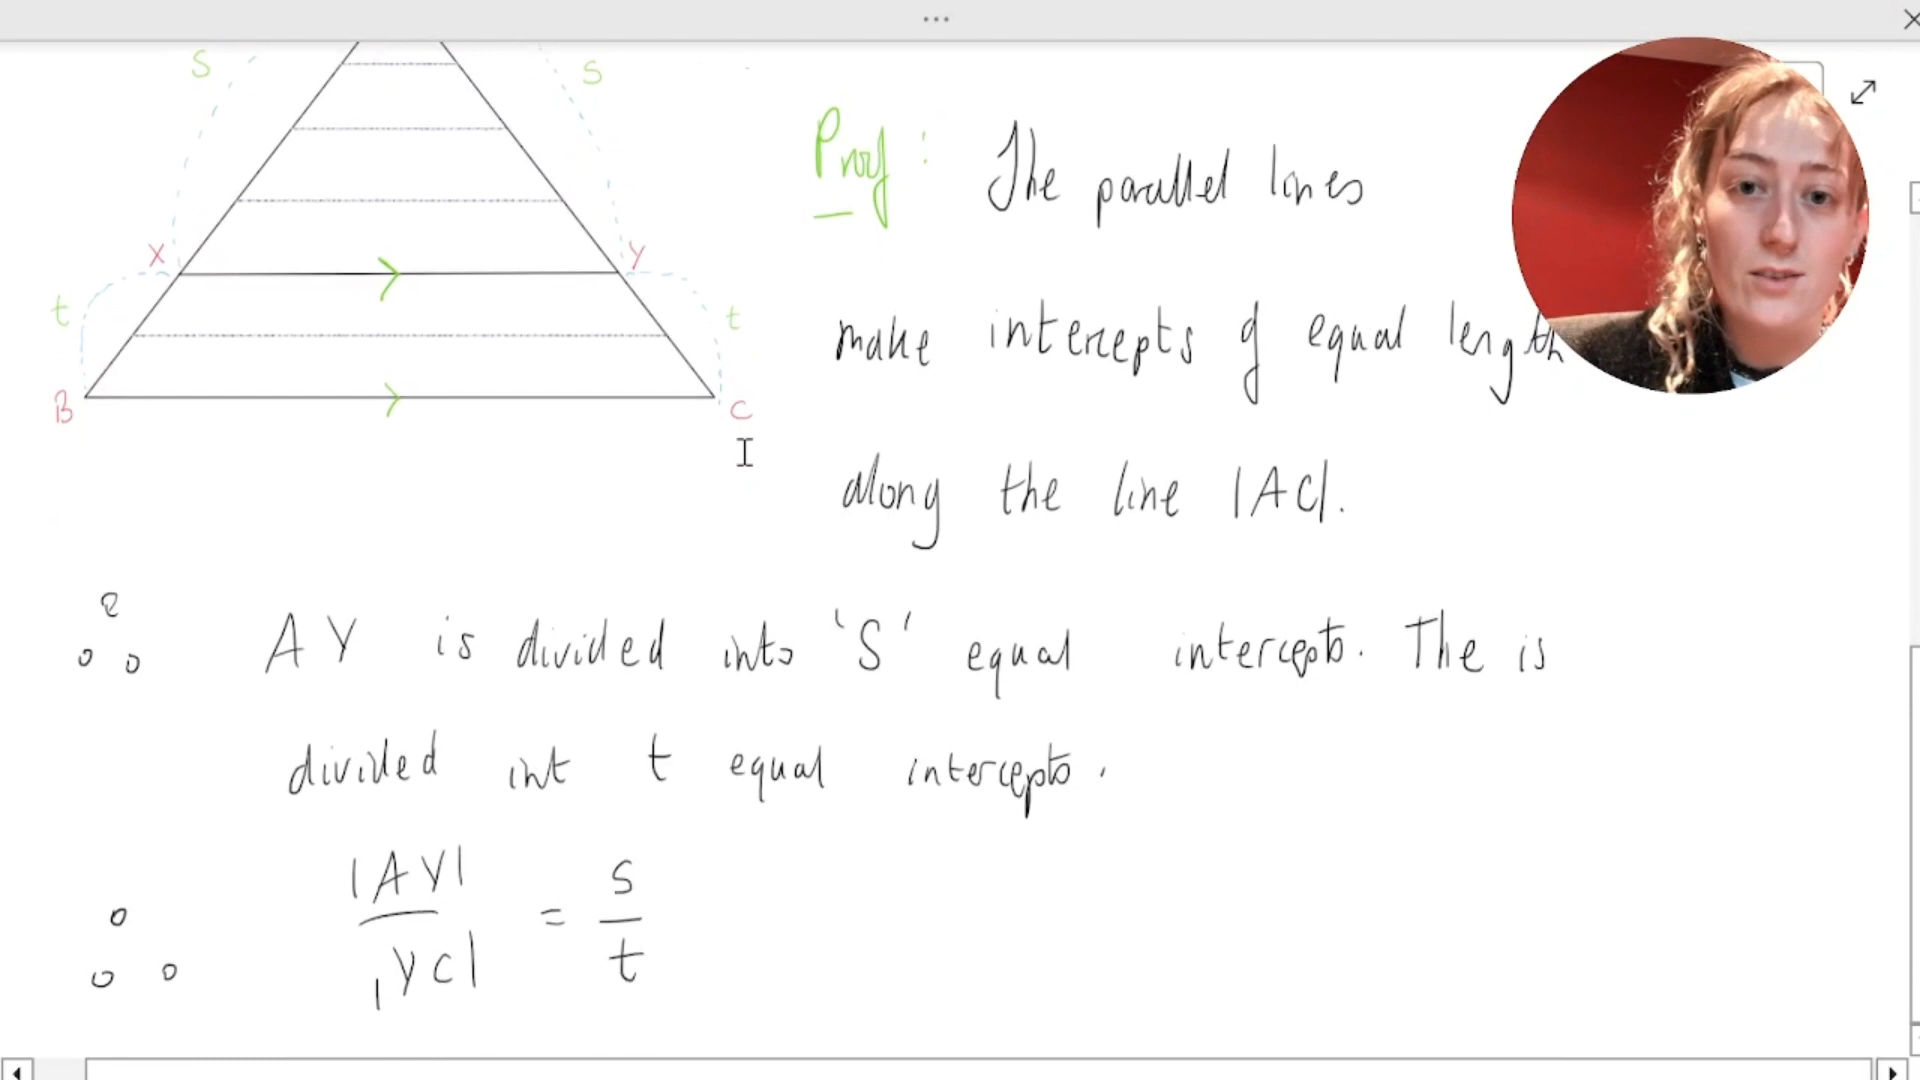 S
S
Proof :
The parallel lines
X
Y
t
t
make intercepts of equal length
B
C
along the line |AC|.
∴ AY is divided into 'S' equal intercepts. The is
divided int t equal intercepts.
∴ |AY| / |YC| = s / t